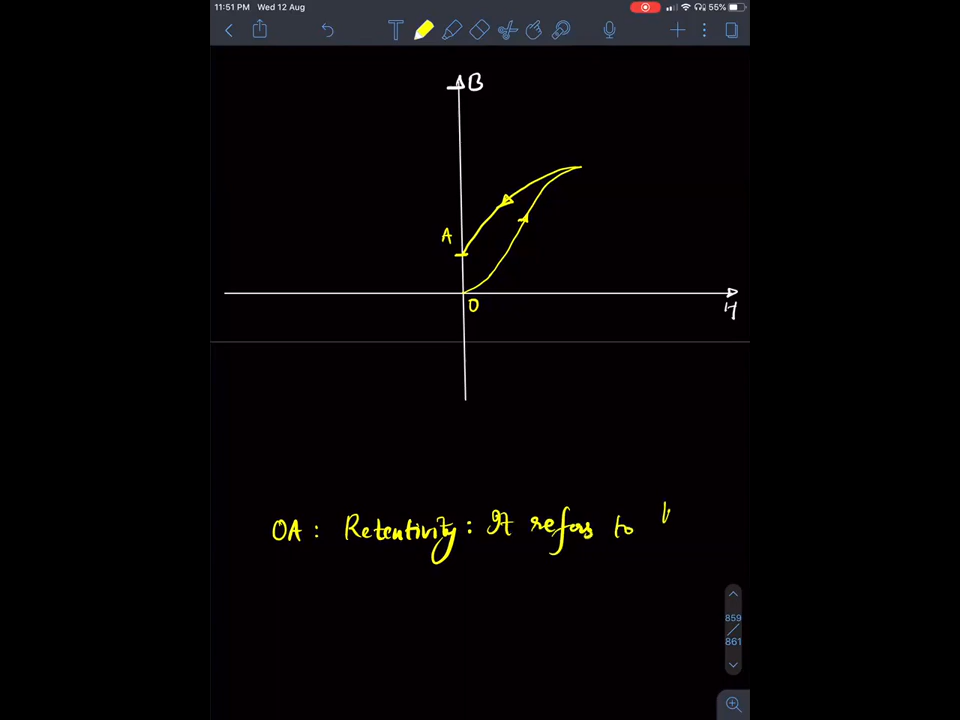 11:51 PM Wed 12 Aug 55%
T
B
A
O
H
OA : Retentivity : It refers to
859
861